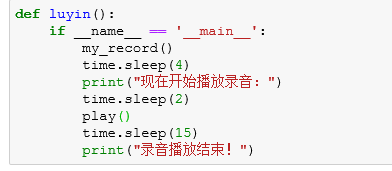 def luyin():
    if __name__ == '__main__':
        my_record()
        time.sleep(4)
        print("现在开始播放录音：")
        time.sleep(2)
        play()
        time.sleep(15)
        print("录音播放结束！")